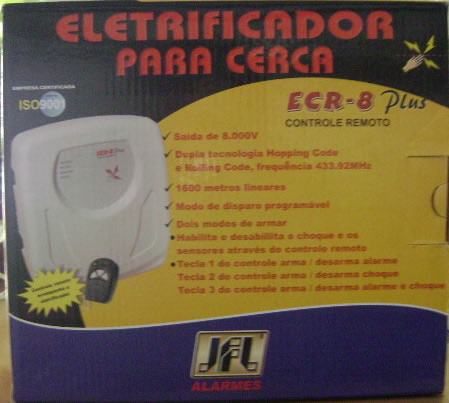 ELETRIFICADOR
PARA CERCA
EMPRESA CERTIFICADA
ISO9001
ECR-8 Plus
CONTROLE REMOTO
Saída de 8.000V
Dupla tecnologia Hopping Code
e Rolling Code, frequência 433.92MHz
1600 metros lineares
Modo de disparo programável
Dois modos de armar
Habilita e desabilita o choque e os
sensores através do controle remoto
Tecla 1 do controle arma / desarma alarme
Tecla 2 do controle arma / desarma choque
Tecla 3 do controle arma / desarma alarme e choque
JFL
ALARMES